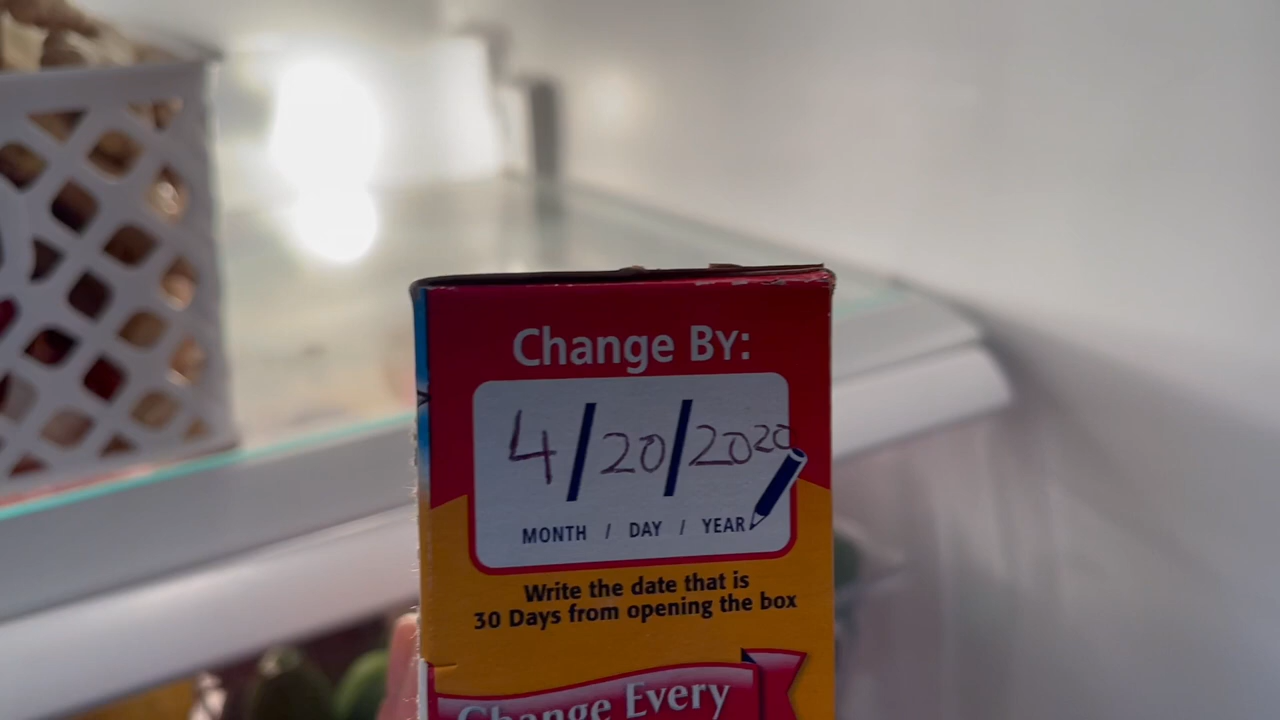 Change By:
4/20/2020
MONTH / DAY / YEAR
Write the date that is
30 Days from opening the box
Change Every